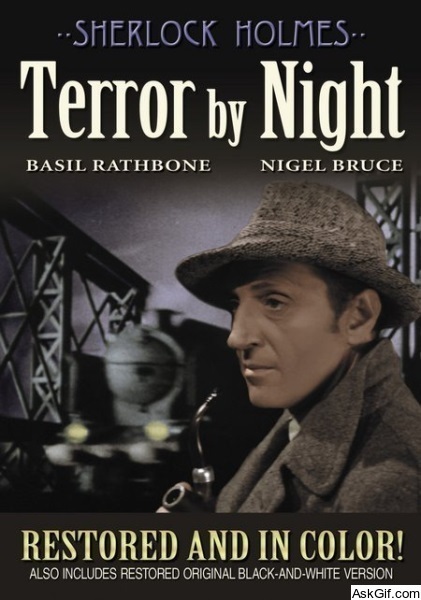 ··SHERLOCK HOLMES··
Terror by Night
BASIL RATHBONE NIGEL BRUCE
RESTORED AND IN COLOR!
ALSO INCLUDES RESTORED ORIGINAL BLACK-AND-WHITE VERSION
AskGif.com